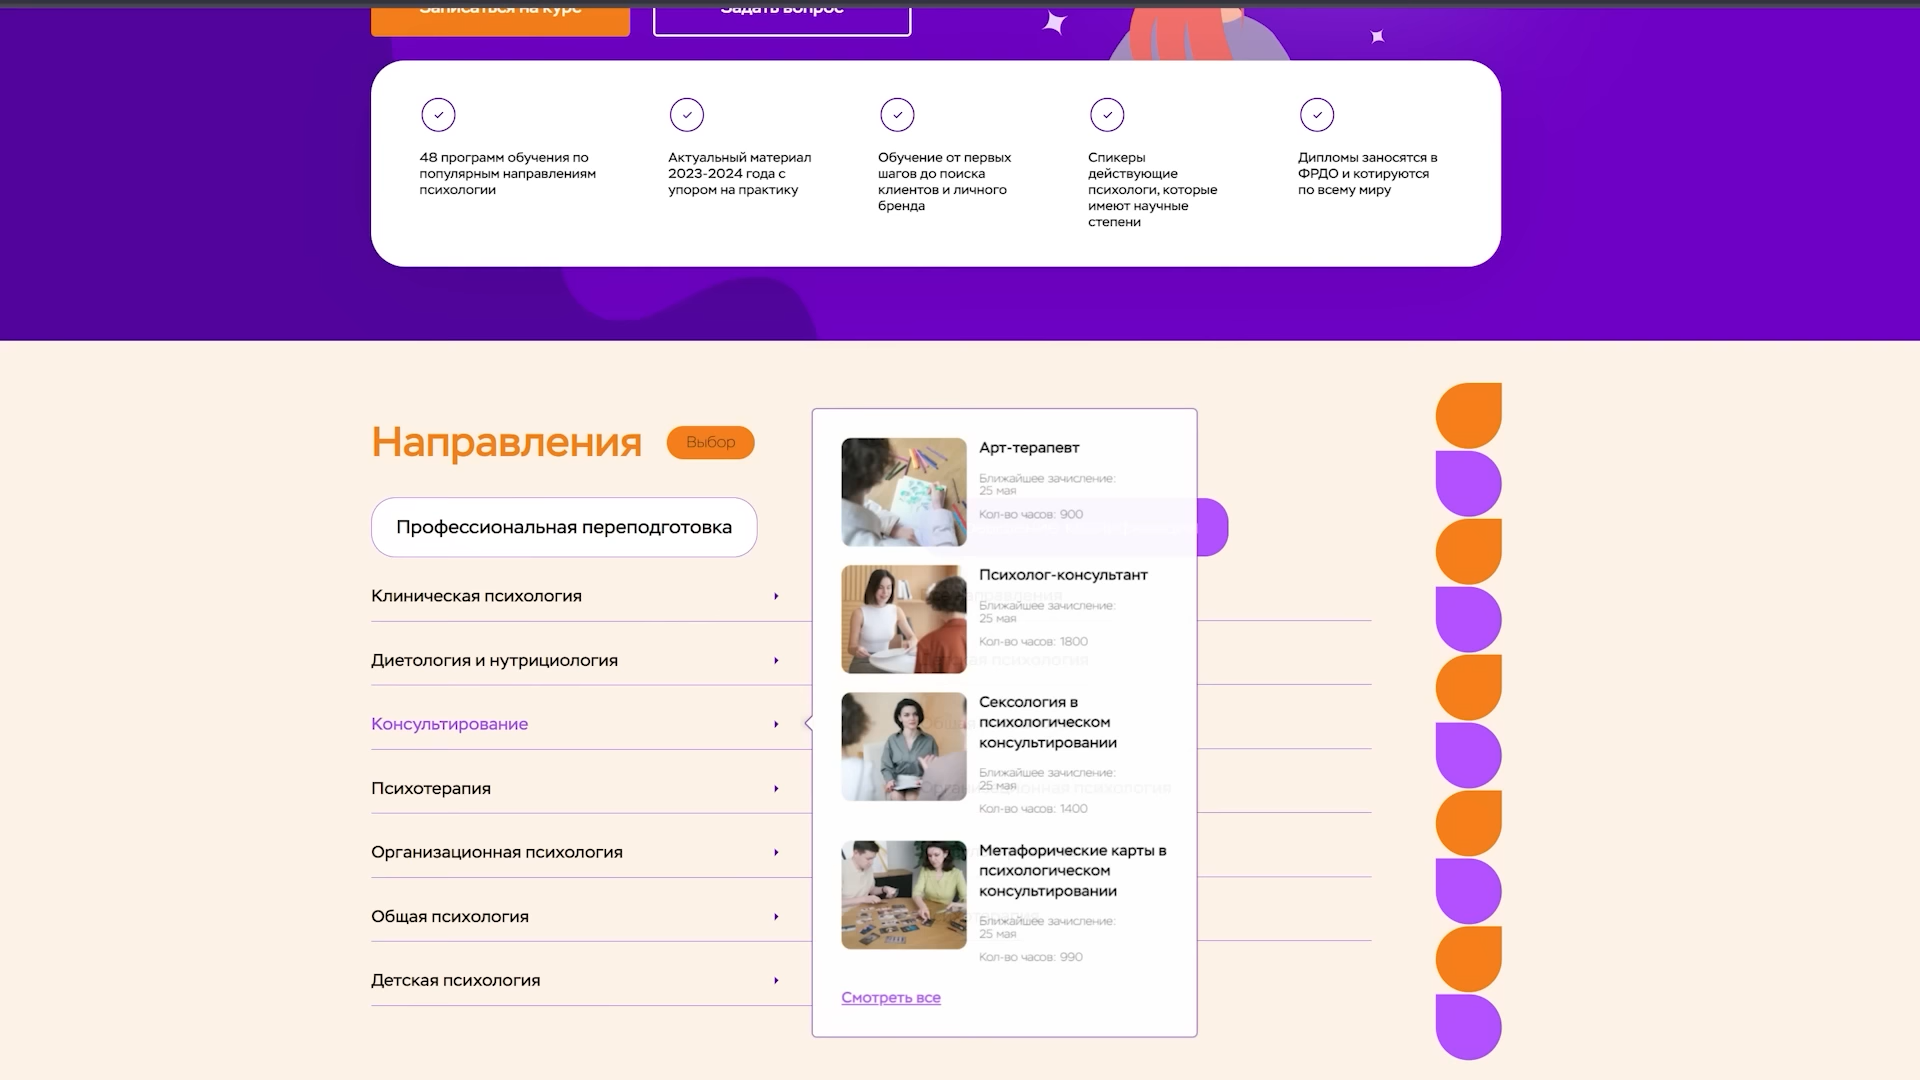 Записаться на курс
Задать вопрос
48 программ обучения по
популярным направлениям
психологии
Актуальный материал
2023-2024 года с
упором на практику
Обучение от первых
шагов до поиска
клиентов и личного
бренда
Спикеры
действующие
психологи, которые
имеют научные
степени
Дипломы заносятся в
ФРДО и котируются
по всему миру
Направления
Выбор
Профессиональная переподготовка
Клиническая психология
Диетология и нутрициология
Консультирование
Психотерапия
Организационная психология
Общая психология
Детская психология
Арт-терапевт
Ближайшее зачисление:
25 мая
Кол-во часов: 900
Психолог-консультант
Ближайшее зачисление:
25 мая
Кол-во часов: 1800
Сексология в
психологическом
консультировании
Ближайшее зачисление:
25 мая
Кол-во часов: 1400
Метафорические карты в
психологическом
консультировании
Ближайшее зачисление:
25 мая
Кол-во часов: 990
Смотреть все